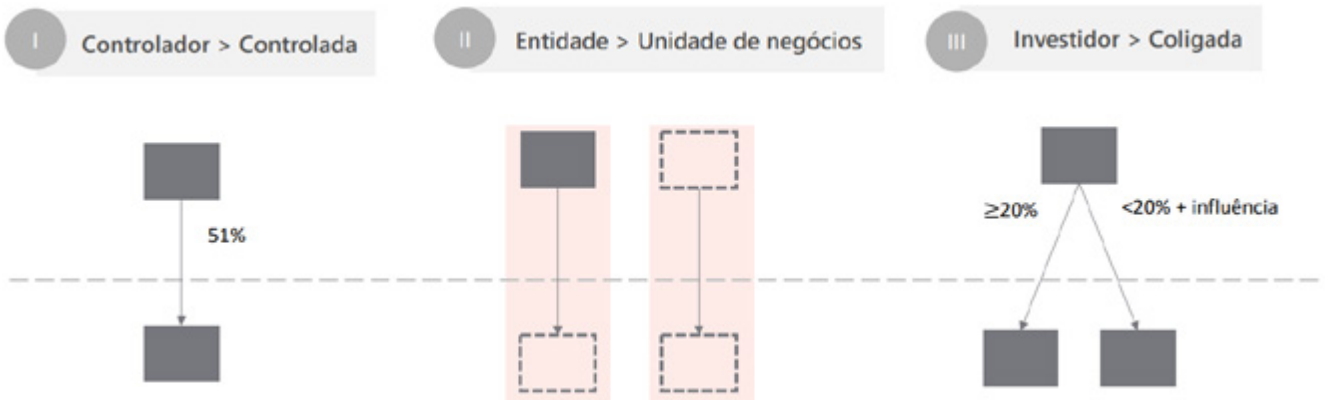 I
Controlador > Controlada
II
Entidade > Unidade de negócios
III
Investidor > Coligada
51%
≥20%
<20% + influência